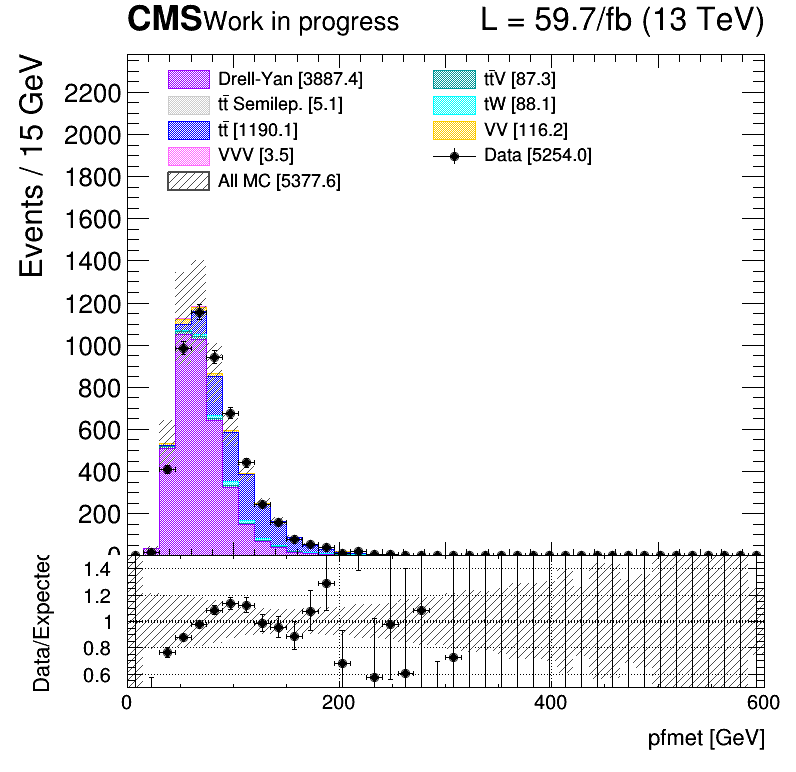 CMS Work in progress L = 59.7/fb (13 TeV)
Events / 15 GeV
Drell-Yan [3887.4] tt̄V [87.3]
tt̄ Semilep. [5.1] tW [88.1]
tt̄ [1190.1] VV [116.2]
VVV [3.5] Data [5254.0]
All MC [5377.6]
2200
2000
1800
1600
1400
1200
1000
800
600
400
200
0
Data/Expected
1.4
1.2
1
0.8
0.6
0 200 400 600
pfmet [GeV]